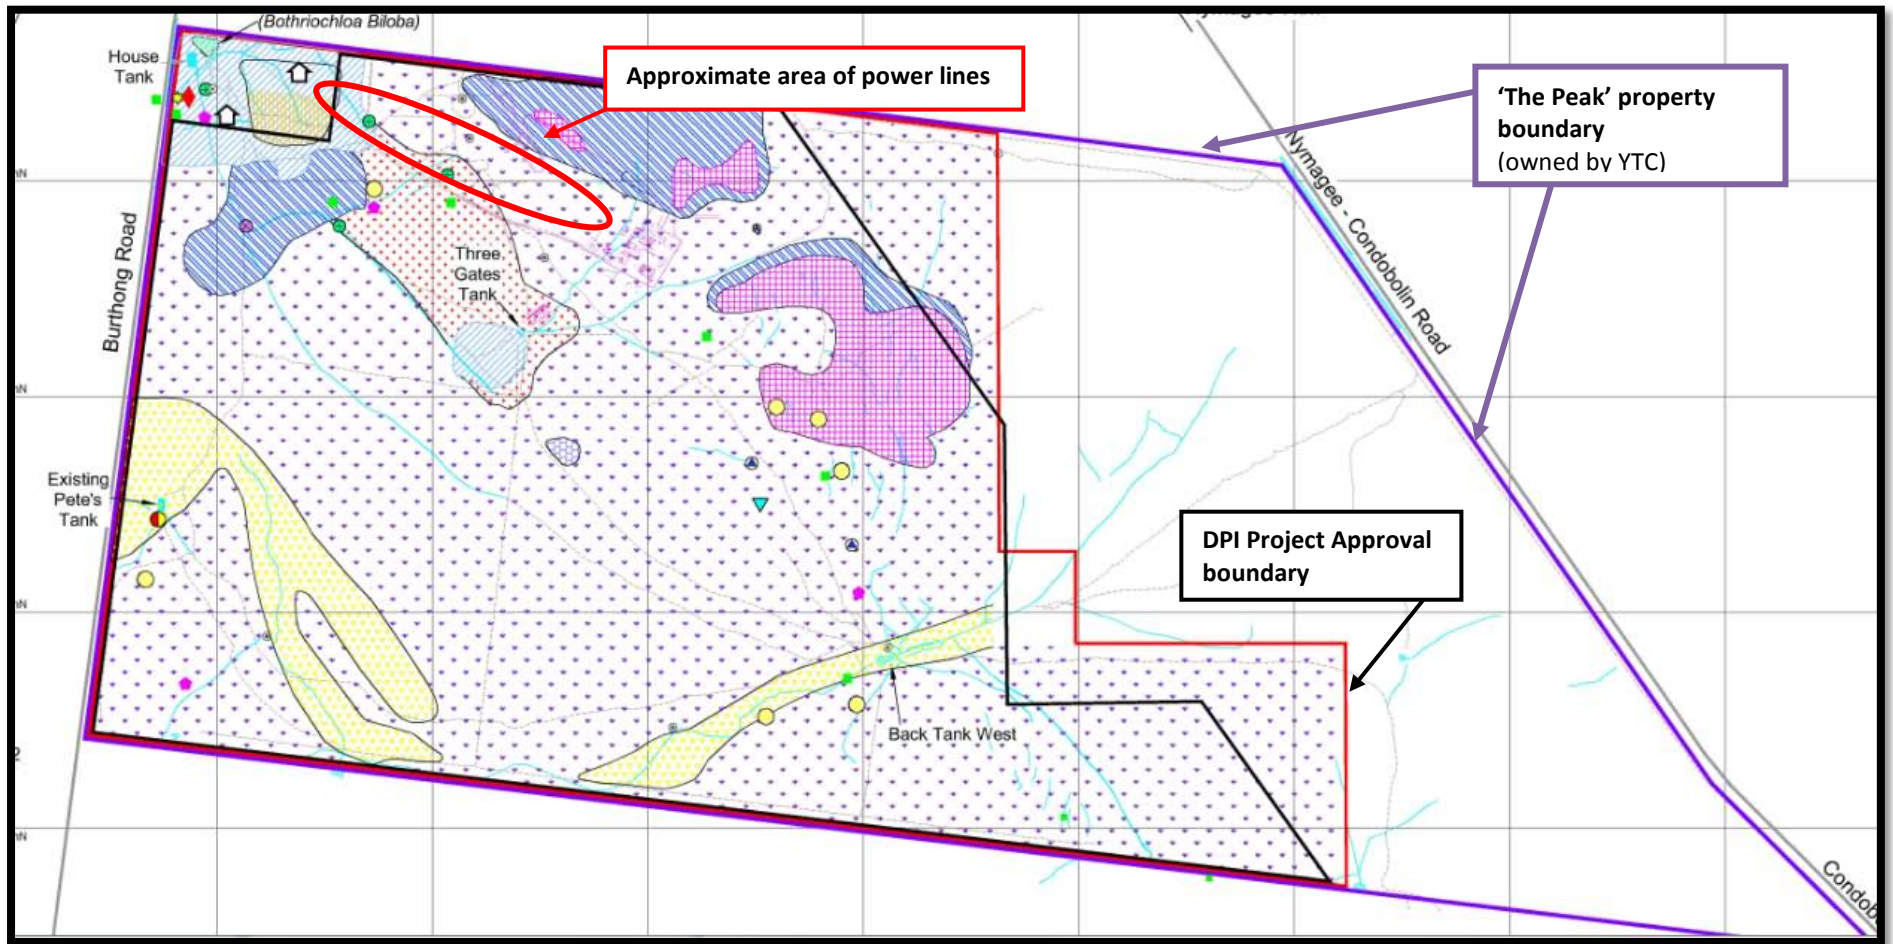 (Bothriochloa Biloba)
House
Tank
Approximate area of power lines
'The Peak' property
boundary
(owned by YTC)
Nymagee - Condobolin Road
Burthong Road
Three
Gates
Tank
Existing
Pete's
Tank
DPI Project Approval
boundary
Back Tank West
Condob